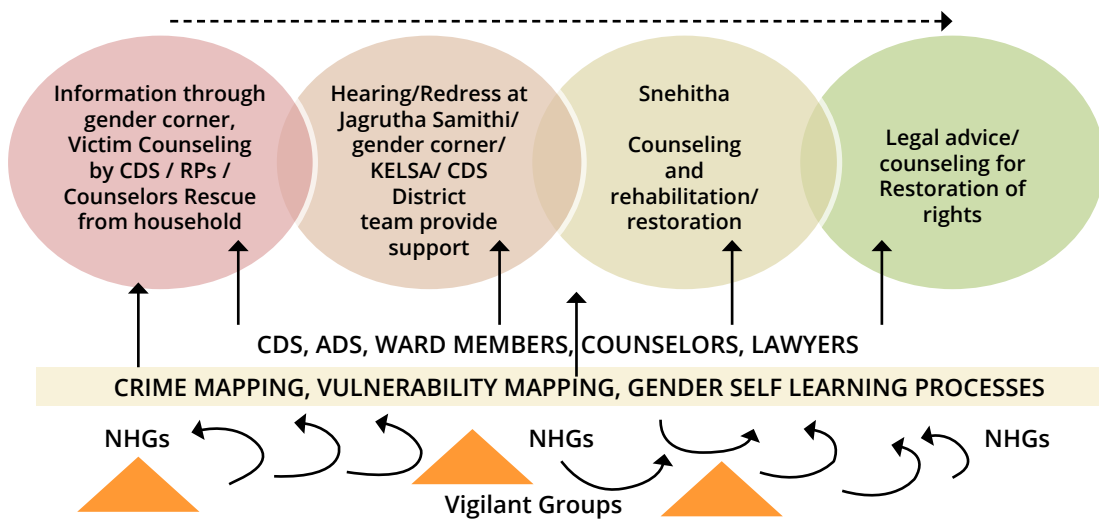 Information through
gender corner,
Victim Counseling
by CDS / RPs /
Counselors Rescue
from household
Hearing/Redress at
Jagrutha Samithi/
gender corner/
KELSA/ CDS
District
team provide
support
Snehitha
Counseling
and
rehabilitation/
restoration
Legal advice/
counseling for
Restoration of
rights
CDS, ADS, WARD MEMBERS, COUNSELORS, LAWYERS
CRIME MAPPING, VULNERABILITY MAPPING, GENDER SELF LEARNING PROCESSES
NHGs
NHGs
NHGs
Vigilant Groups